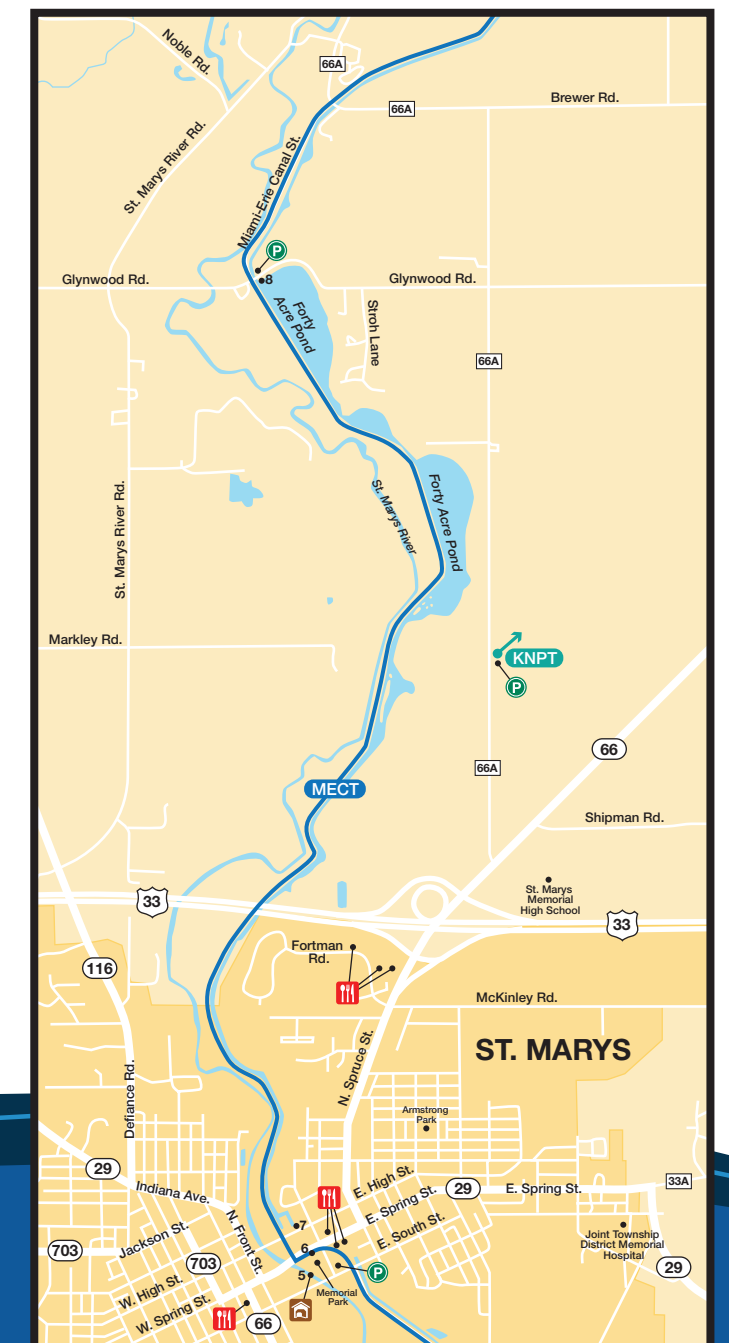 Noble Rd.
66A
66A
Brewer Rd.
St. Marys River Rd.
Miami-Erie Canal St.
P
8
Glynwood Rd.
Glynwood Rd.
Forty
Acre Pond
Stroh Lane
66A
St. Marys River
Forty Acre Pond
St. Marys River Rd.
Markley Rd.
KNPT
P
66
66A
MECT
Shipman Rd.
St. Marys
Memorial
High School
33
33
Fortman
Rd.
116
McKinley Rd.
ST. MARYS
N. Spruce St.
Defiance Rd.
Armstrong
Park
29
Indiana Ave.
E. High St.
E. Spring St.
29
E. Spring St.
33A
N. Front St.
7
E. South St.
Jackson St.
703
703
6
Joint Township
District Memorial
Hospital
29
W. High St.
5
P
Memorial
Park
W. Spring St.
66